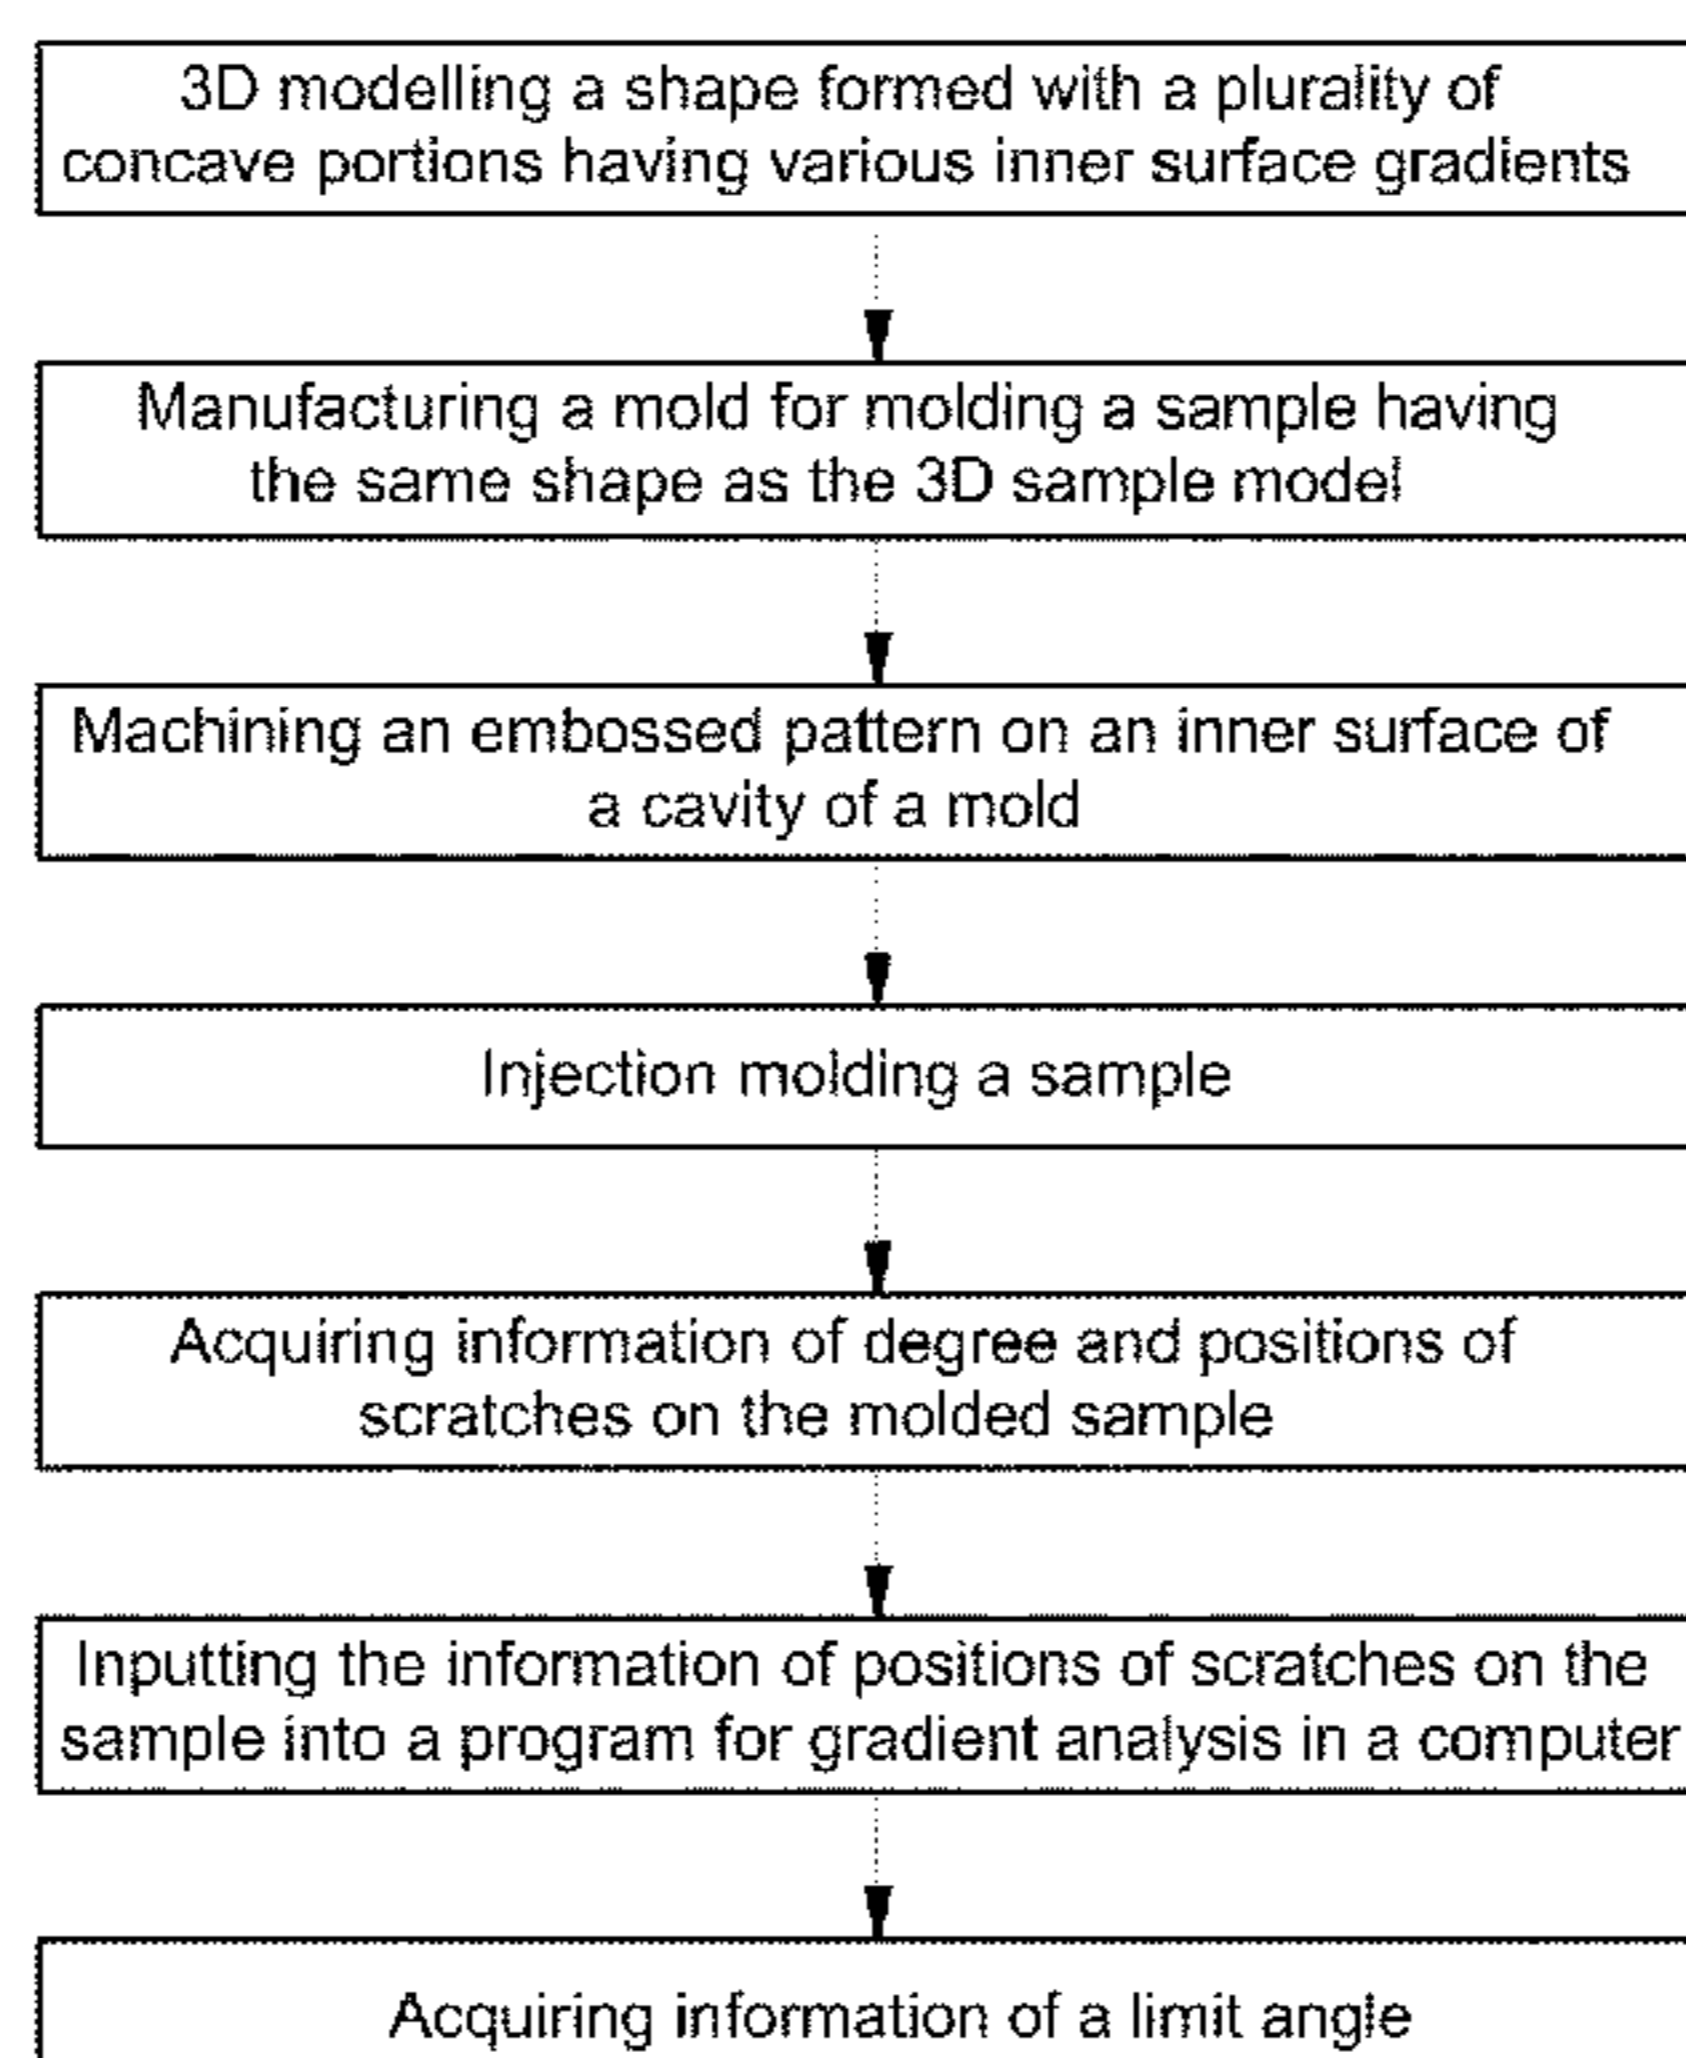 3D modelling a shape formed with a plurality of
concave portions having various inner surface gradients
Manufacturing a mold for molding a sample having
the same shape as the 3D sample model
Machining an embossed pattern on an inner surface of
a cavity of a mold
Injection molding a sample
Acquiring information of degree and positions of
scratches on the molded sample
Inputting the information of positions of scratches on the
sample into a program for gradient analysis in a computer
Acquiring information of a limit angle